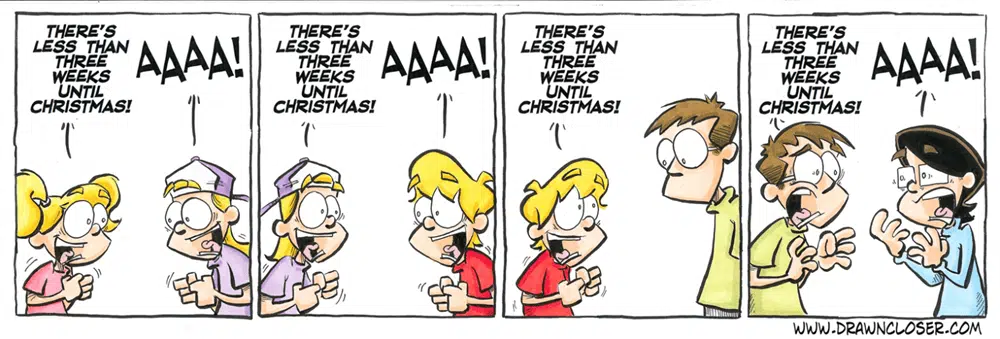 THERE'S
LESS THAN
THREE
WEEKS
UNTIL
CHRISTMAS!
AAAA!
THERE'S
LESS THAN
THREE
WEEKS
UNTIL
CHRISTMAS!
AAAA!
THERE'S
LESS THAN
THREE
WEEKS
UNTIL
CHRISTMAS!
THERE'S
LESS THAN
THREE
WEEKS
UNTIL
CHRISTMAS!
AAAA!
WWW.DRAWNCLOSER.COM